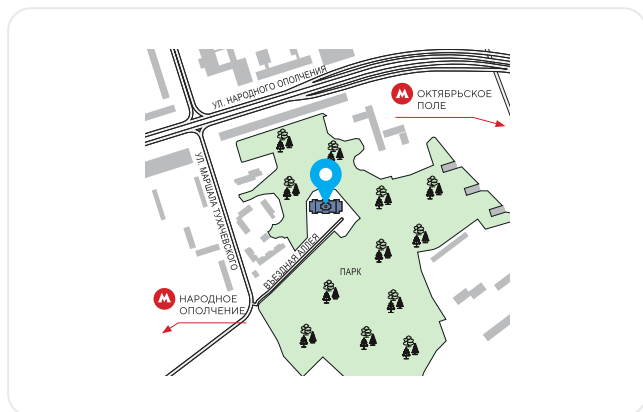 УЛ. НАРОДНОГО ОПОЛЧЕНИЯ
М ОКТЯБРЬСКОЕ
ПОЛЕ
УЛ. МАРШАЛА ТУХАЧЕВСКОГО
ВЪЕЗДНАЯ АЛЛЕЯ
ПАРК
М НАРОДНОЕ
ОПОЛЧЕНИЕ